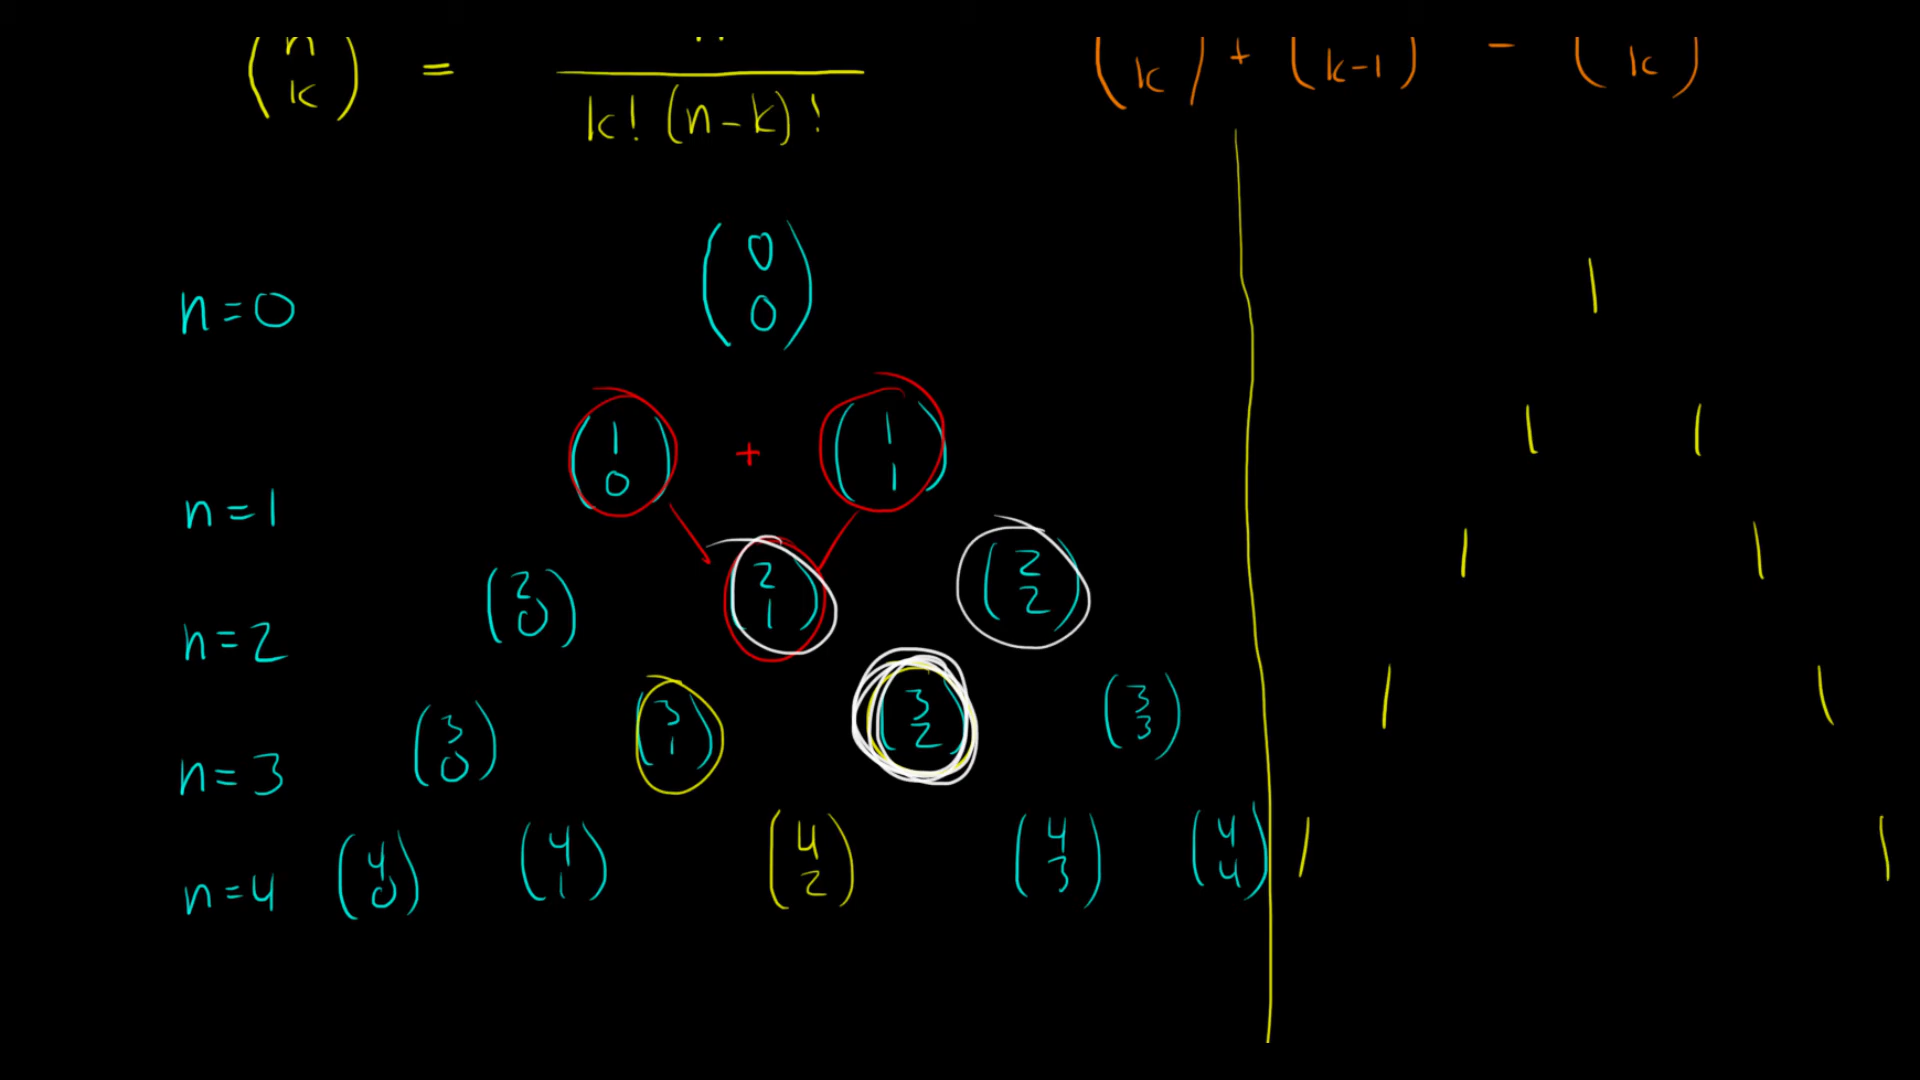 (n k) = n! / k! (n-k)!
( k) + ( k-1) = ( k)
n=0 (0 0) 1
n=1 (1 0) + (1 1) 1 1
n=2 (2 0) (2 1) (2 2) 1 1
n=3 (3 0) (3 1) (3 2) (3 3) 1 1
n=4 (4 0) (4 1) (4 2) (4 3) (4 4) 1 1